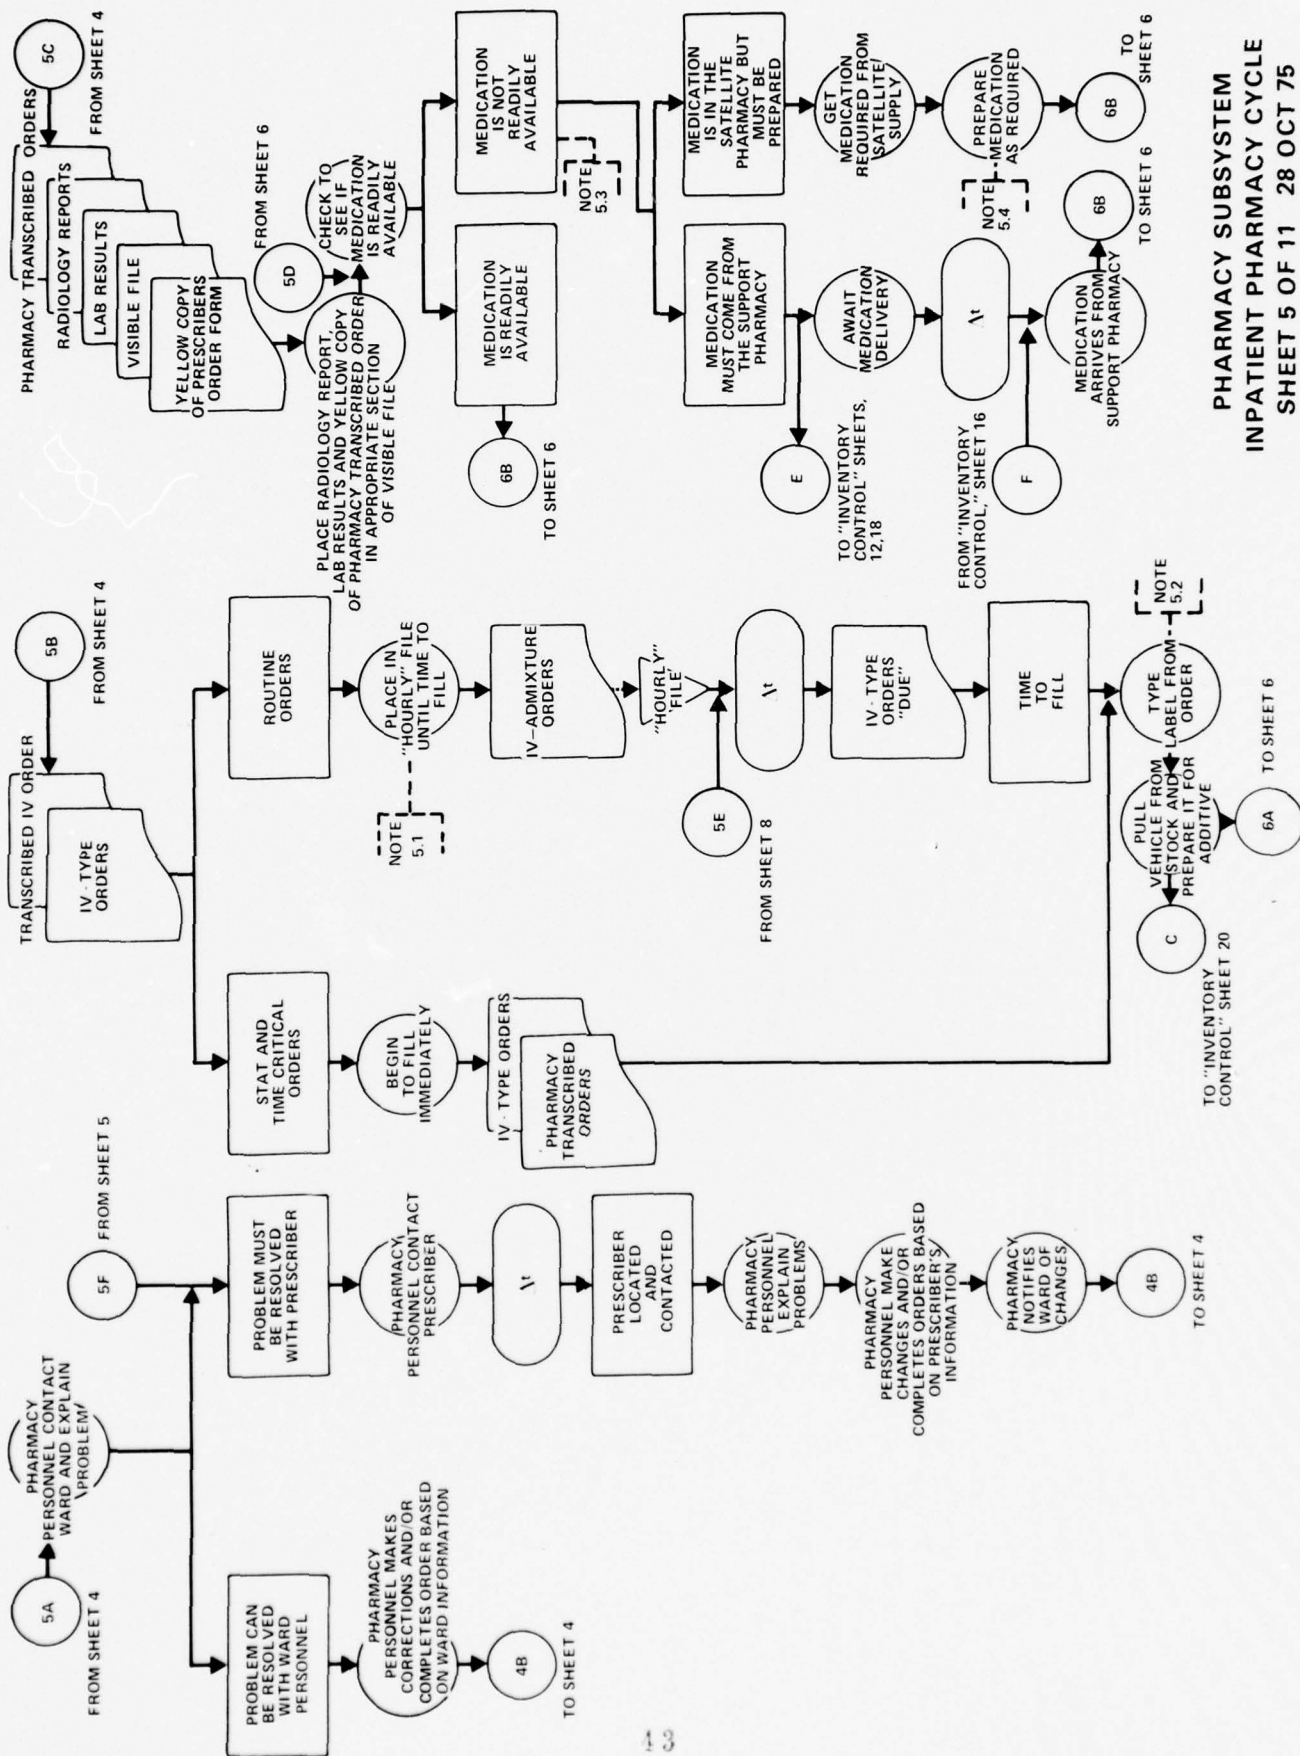 5A
FROM SHEET 4
PHARMACY
PERSONNEL CONTACT
WARD AND EXPLAIN
PROBLEM
5F
FROM SHEET 5
PROBLEM CAN
BE RESOLVED
WITH WARD
PERSONNEL
PHARMACY
PERSONNEL MAKES
CORRECTIONS AND/OR
COMPLETES ORDER BASED
ON WARD INFORMATION
4B
TO SHEET 4
PROBLEM MUST
BE RESOLVED
WITH PRESCRIBER
PHARMACY
PERSONNEL CONTACT
PRESCRIBER
Δt
PRESCRIBER
LOCATED
AND
CONTACTED
PHARMACY
PERSONNEL
EXPLAIN
PROBLEMS
PHARMACY
PERSONNEL MAKE
CHANGES AND/OR
COMPLETES ORDERS BASED
ON PRESCRIBER'S
INFORMATION
PHARMACY
NOTIFIES
WARD OF
CHANGES
4B
TO SHEET 4
5B
FROM SHEET 4
TRANSCRIBED IV ORDER
IV-TYPE
ORDERS
STAT AND
TIME CRITICAL
ORDERS
BEGIN
TO FILL
IMMEDIATELY
IV-TYPE ORDERS
PHARMACY
TRANSCRIBED
ORDERS
ROUTINE
ORDERS
PLACE IN
"HOURLY" FILE
UNTIL TIME TO
FILL
NOTE
5.1
IV-ADMIXTURE
ORDERS
"HOURLY"
FILE
5E
FROM SHEET 8
Δt
IV-TYPE
ORDERS
"DUE"
TIME
TO
FILL
TYPE
LABEL FROM
ORDER
NOTE
5.2
PULL
VEHICLE FROM
STOCK AND
PREPARE IT FOR
ADDITIVE
C
TO "INVENTORY
CONTROL" SHEET 20
6A
TO SHEET 6
5C
FROM SHEET 4
PHARMACY TRANSCRIBED ORDERS
RADIOLOGY REPORTS
LAB RESULTS
VISIBLE FILE
YELLOW COPY
OF PRESCRIBERS
ORDER FORM
PLACE RADIOLOGY REPORT,
LAB RESULTS AND YELLOW COPY
OF PHARMACY TRANSCRIBED ORDER
IN APPROPRIATE SECTION
OF VISIBLE FILE
5D
FROM SHEET 6
CHECK TO
SEE IF
MEDICATION
IS READILY
AVAILABLE
MEDICATION
IS READILY
AVAILABLE
6B
TO SHEET 6
MEDICATION
IS NOT
READILY
AVAILABLE
NOTE
5.3
MEDICATION
MUST COME FROM
THE SUPPORT
PHARMACY
E
TO "INVENTORY
CONTROL" SHEETS,
12,18
AWAIT
MEDICATION
DELIVERY
Δt
FROM "INVENTORY
CONTROL," SHEET 16
F
MEDICATION
ARRIVES FROM
SUPPORT PHARMACY
6B
TO SHEET 6
MEDICATION
IS IN THE
SATELLITE
PHARMACY BUT
MUST BE
PREPARED
GET
MEDICATION
REQUIRED FROM
SATELLITE
SUPPLY
PREPARE
MEDICATION
AS REQUIRED
NOTE
5.4
6B
TO
SHEET 6
PHARMACY SUBSYSTEM
INPATIENT PHARMACY CYCLE
SHEET 5 OF 11 28 OCT 75
43